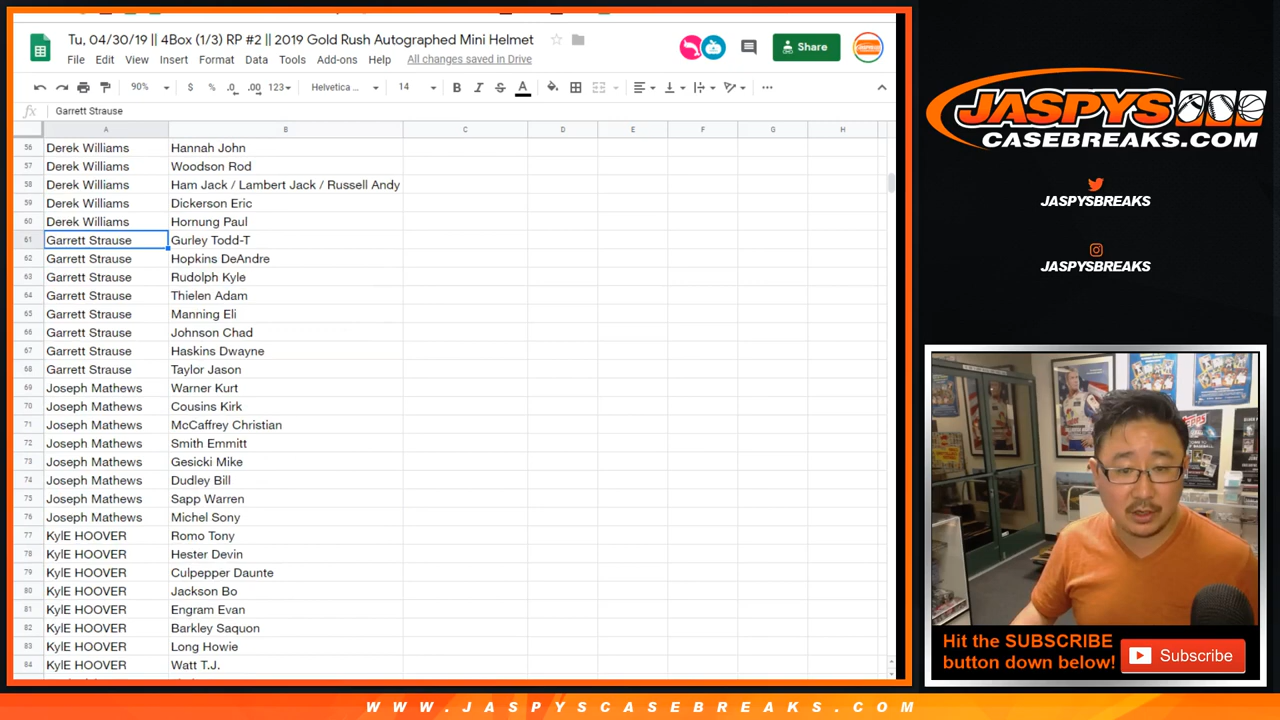 Tu, 04/30/19 || 4Box (1/3) RP #2 || 2019 Gold Rush Autographed Mini Helmet
Share
File Edit View Insert Format Data Tools Add-ons Help All changes saved in Drive
90% $ % .0 .00 123 Helvetica ... 14 B I S A
fx Garrett Strause
A B C D E F G H
56 Derek Williams Hannah John
57 Derek Williams Woodson Rod
58 Derek Williams Ham Jack / Lambert Jack / Russell Andy
59 Derek Williams Dickerson Eric
60 Derek Williams Hornung Paul
61 Garrett Strause Gurley Todd-T
62 Garrett Strause Hopkins DeAndre
63 Garrett Strause Rudolph Kyle
64 Garrett Strause Thielen Adam
65 Garrett Strause Manning Eli
66 Garrett Strause Johnson Chad
67 Garrett Strause Haskins Dwayne
68 Garrett Strause Taylor Jason
69 Joseph Mathews Warner Kurt
70 Joseph Mathews Cousins Kirk
71 Joseph Mathews McCaffrey Christian
72 Joseph Mathews Smith Emmitt
73 Joseph Mathews Gesicki Mike
74 Joseph Mathews Dudley Bill
75 Joseph Mathews Sapp Warren
76 Joseph Mathews Michel Sony
77 KylE HOOVER Romo Tony
78 KylE HOOVER Hester Devin
79 KylE HOOVER Culpepper Daunte
80 KylE HOOVER Jackson Bo
81 KylE HOOVER Engram Evan
82 KylE HOOVER Barkley Saquon
83 KylE HOOVER Long Howie
84 KylE HOOVER Watt T.J.
JASPYS
CASEBREAKS.COM
JASPYSBREAKS
JASPYSBREAKS
Hit the SUBSCRIBE
button down below!
Subscribe
WWW.JASPYSCASEBREAKS.COM